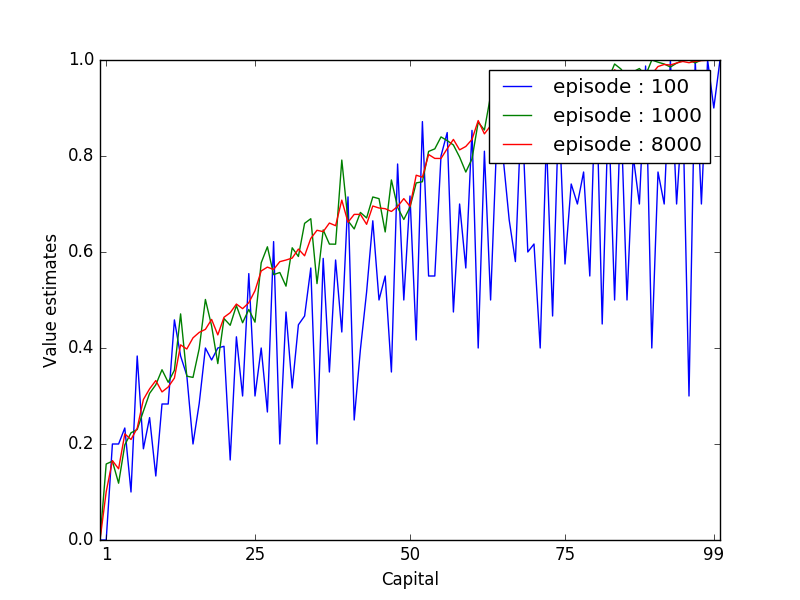 1.0
0.8
0.6
0.4
0.2
0.0
Value estimates
episode : 100
episode : 1000
episode : 8000
1 25 50 75 99
Capital